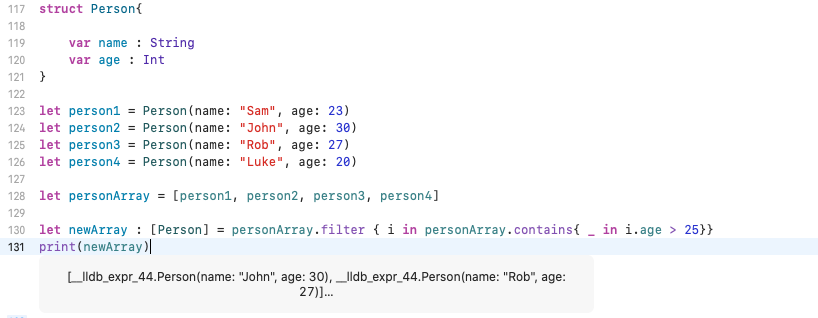 117 struct Person{
118
119 var name : String
120 var age : Int
121 }
122
123 let person1 = Person(name: "Sam", age: 23)
124 let person2 = Person(name: "John", age: 30)
125 let person3 = Person(name: "Rob", age: 27)
126 let person4 = Person(name: "Luke", age: 20)
127
128 let personArray = [person1, person2, person3, person4]
129
130 let newArray : [Person] = personArray.filter { i in personArray.contains{ _ in i.age > 25}}
131 print(newArray)
[__lldb_expr_44.Person(name: "John", age: 30), __lldb_expr_44.Person(name: "Rob", age:
27)]...